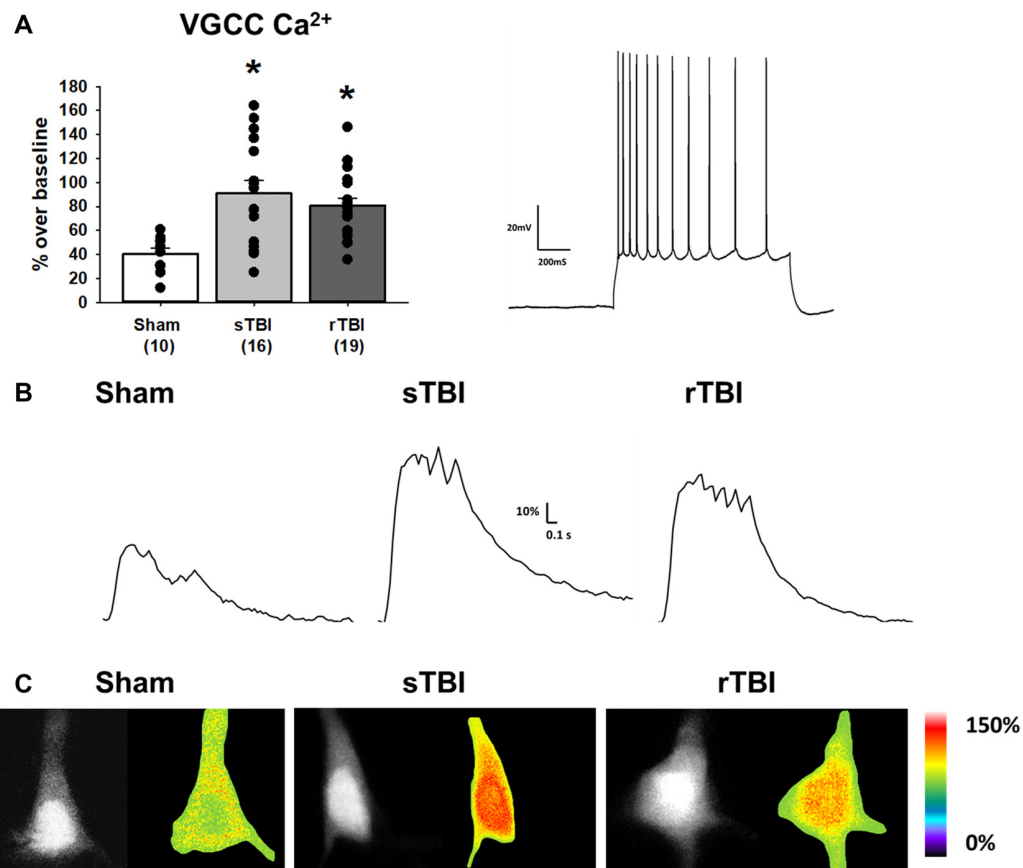 A
VGCC Ca²⁺
* *
% over baseline
180
160
140
120
100
80
60
40
20
0
Sham sTBI rTBI
(10) (16) (19)
20mV
200mS
B
Sham sTBI rTBI
10%
0.1 s
C
Sham sTBI rTBI
150%
0%